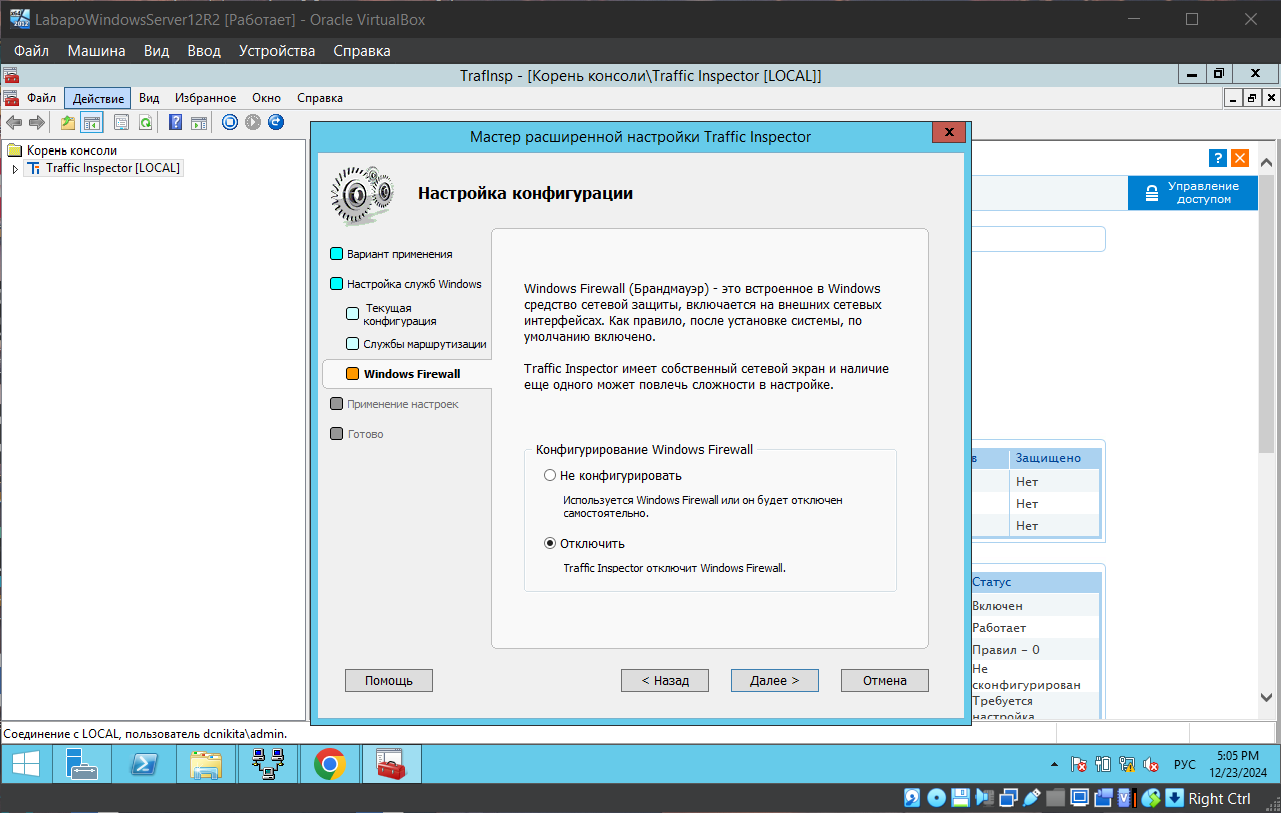 LabapoWindowsServer12R2 [Работает] - Oracle VirtualBox
Файл Машина Вид Ввод Устройства Справка
TrafInsp - [Корень консоли\Traffic Inspector [LOCAL]]
Файл Действие Вид Избранное Окно Справка
Корень консоли
Traffic Inspector [LOCAL]
Мастер расширенной настройки Traffic Inspector
Настройка конфигурации
Вариант применения
Настройка служб Windows
Текущая
конфигурация
Службы маршрутизации
Windows Firewall
Применение настроек
Готово
Windows Firewall (Брандмауэр) - это встроенное в Windows
средство сетевой защиты, включается на внешних сетевых
интерфейсах. Как правило, после установке системы, по
умолчанию включено.
Traffic Inspector имеет собственный сетевой экран и наличие
еще одного может повлечь сложности в настройке.
Конфигурирование Windows Firewall
Не конфигурировать
Используется Windows Firewall или он будет отключен
самостоятельно.
Отключить
Traffic Inspector отключит Windows Firewall.
Помощь
< Назад
Далее >
Отмена
Управление
доступом
в Защищено
Нет
Нет
Нет
Статус
Включен
Работает
Правил – 0
Не
сконфигурирован
Требуется
настройка
Соединение с LOCAL, пользователь dcnikita\admin.
РУС
5:05 PM
12/23/2024
Right Ctrl